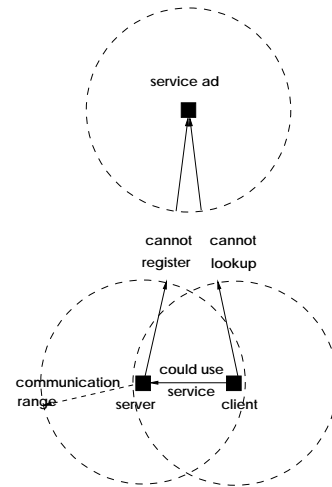 service ad
cannot cannot
register lookup
could use
communication
range
service
server client